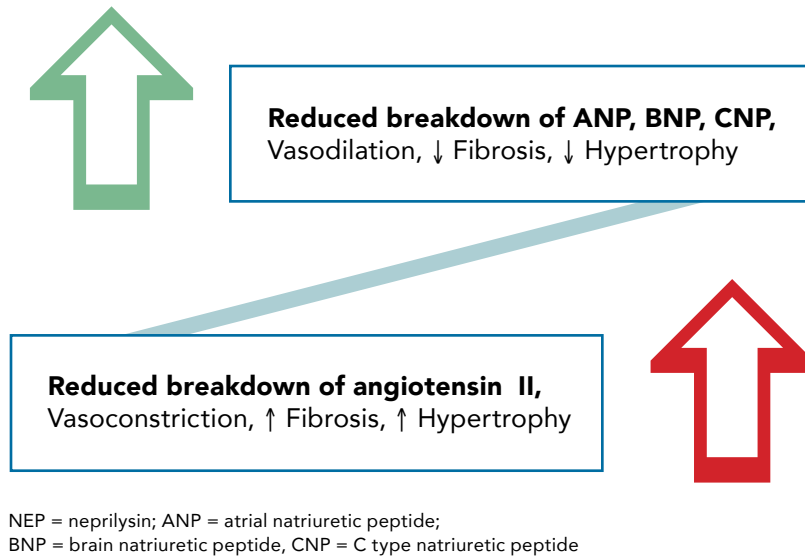 Reduced breakdown of ANP, BNP, CNP,
Vasodilation, ↓ Fibrosis, ↓ Hypertrophy
Reduced breakdown of angiotensin II,
Vasoconstriction, ↑ Fibrosis, ↑ Hypertrophy
NEP = neprilysin; ANP = atrial natriuretic peptide;
BNP = brain natriuretic peptide, CNP = C type natriuretic peptide